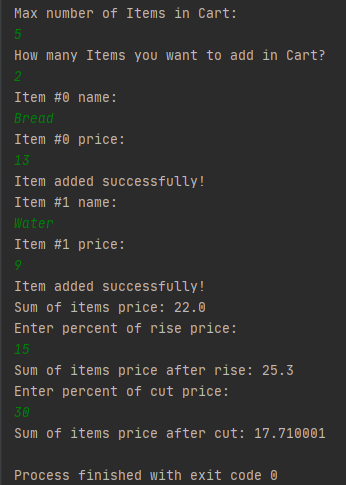 Max number of Items in Cart:
5
How many Items you want to add in Cart?
2
Item #0 name:
Bread
Item #0 price:
13
Item added successfully!
Item #1 name:
Water
Item #1 price:
9
Item added successfully!
Sum of items price: 22.0
Enter percent of rise price:
15
Sum of items price after rise: 25.3
Enter percent of cut price:
30
Sum of items price after cut: 17.710001
Process finished with exit code 0